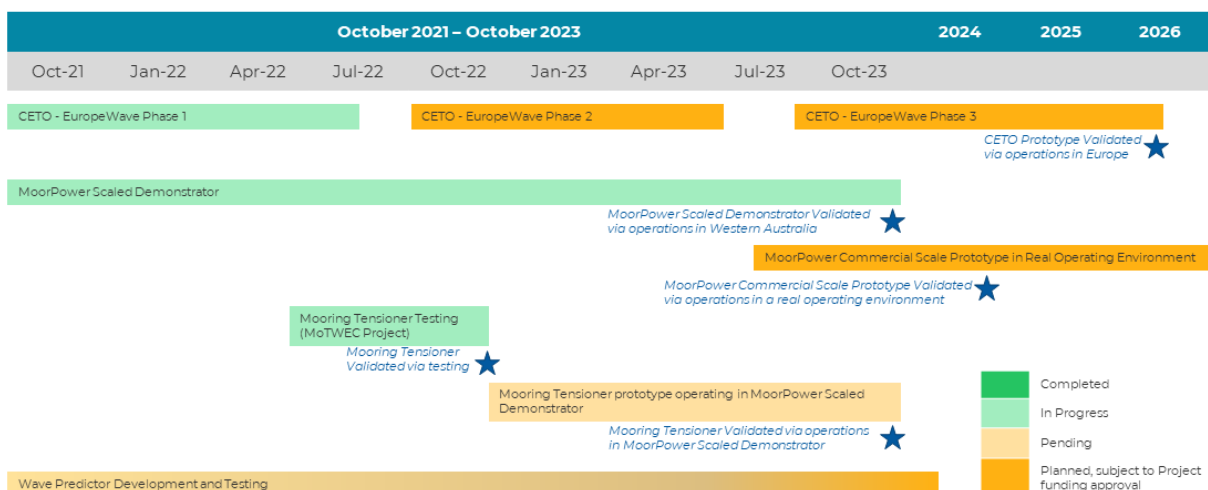 October 2021 – October 2023 2024 2025 2026
Oct-21 Jan-22 Apr-22 Jul-22 Oct-22 Jan-23 Apr-23 Jul-23 Oct-23
CETO - EuropeWave Phase 1 CETO - EuropeWave Phase 2 CETO - EuropeWave Phase 3
CETO Prototype Validated
via operations in Europe
MoorPower Scaled Demonstrator
MoorPower Scaled Demonstrator Validated
via operations in Western Australia
MoorPower Commercial Scale Prototype in Real Operating Environment
MoorPower Commercial Scale Prototype Validated
via operations in a real operating environment
Mooring Tensioner Testing
(MoTWEC Project)
Mooring Tensioner
Validated via testing
Mooring Tensioner prototype operating in MoorPower Scaled
Demonstrator
Mooring Tensioner Validated via operations
in MoorPower Scaled Demonstrator
Wave Predictor Development and Testing
Completed
In Progress
Pending
Planned, subject to Project
funding approval